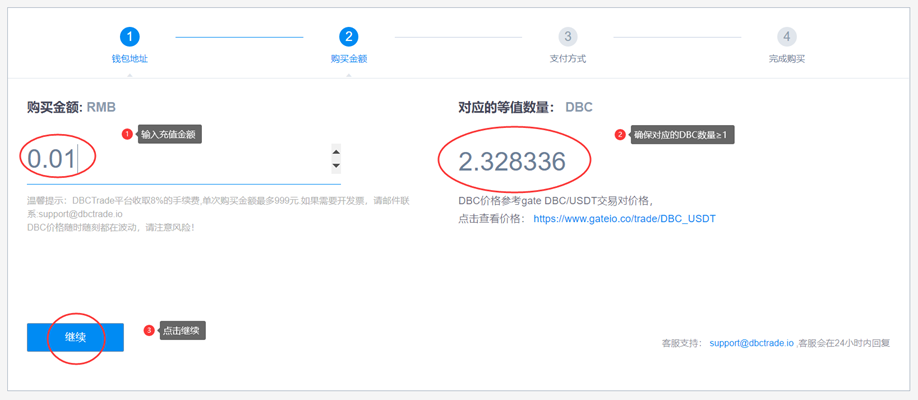 1
2
3
4
钱包地址
购买金额
支付方式
完成购买
购买金额: RMB
1 输入充值金额
0.01
温馨提示：DBCTrade平台收取8%的手续费,单次购买金额最多999元.如果需要开发票，请邮件联
系:support@dbctrade.io
DBC价格随时随刻都在波动，请注意风险！
对应的等值数量： DBC
2 确保对应的DBC数量≥1
2.328336
DBC价格参考gate DBC/USDT交易对价格，
点击查看价格： https://www.gateio.co/trade/DBC_USDT
继续
3 点击继续
客服支持： support@dbctrade.io ,客服会在24小时内回复